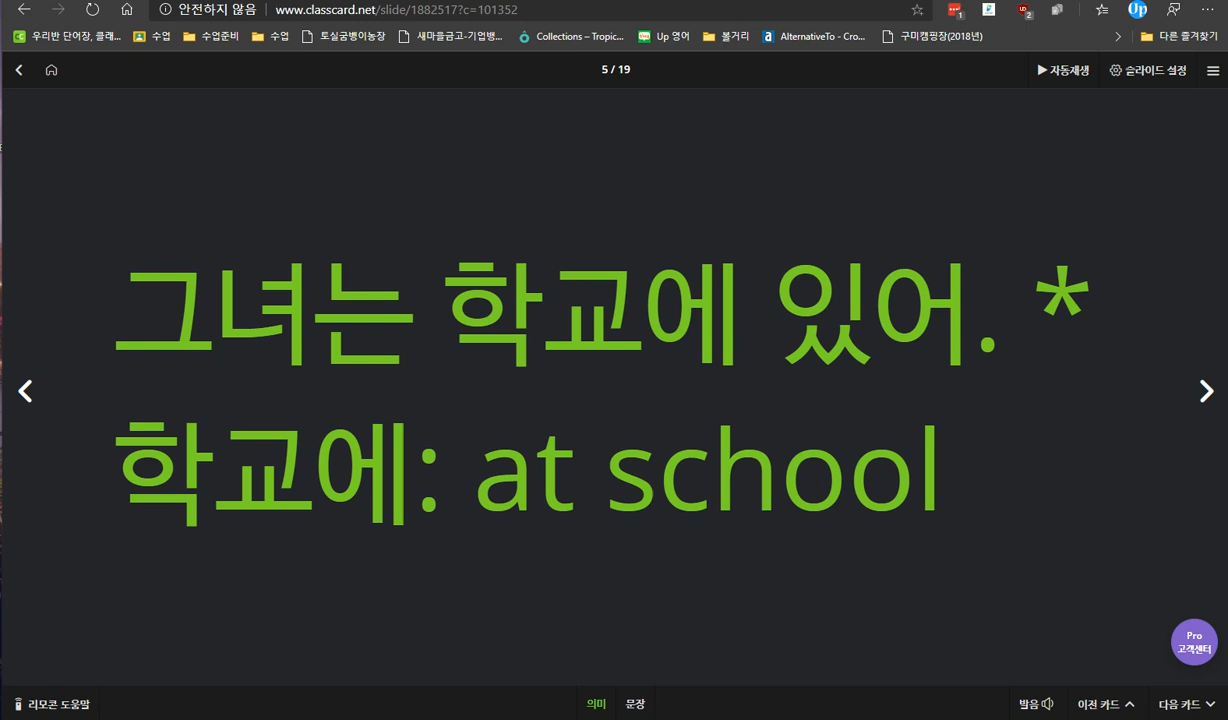 안전하지 않음 | www.classcard.net/slide/1882517?c=101352
우리반 단어장, 클래... 수업 수업준비 수업 토실굼벵이농장 새마을금고-기업뱅... Collections – Tropic... Up 영어 볼거리 AlternativeTo - Cro... 구미캠핑장(2018년) 다른 즐겨찾기
5 / 19 자동재생 슬라이드 설정
그녀는 학교에 있어. *
학교에: at school
Pro
고객센터
리모콘 도움말 의미 문장 발음 이전 카드 다음 카드